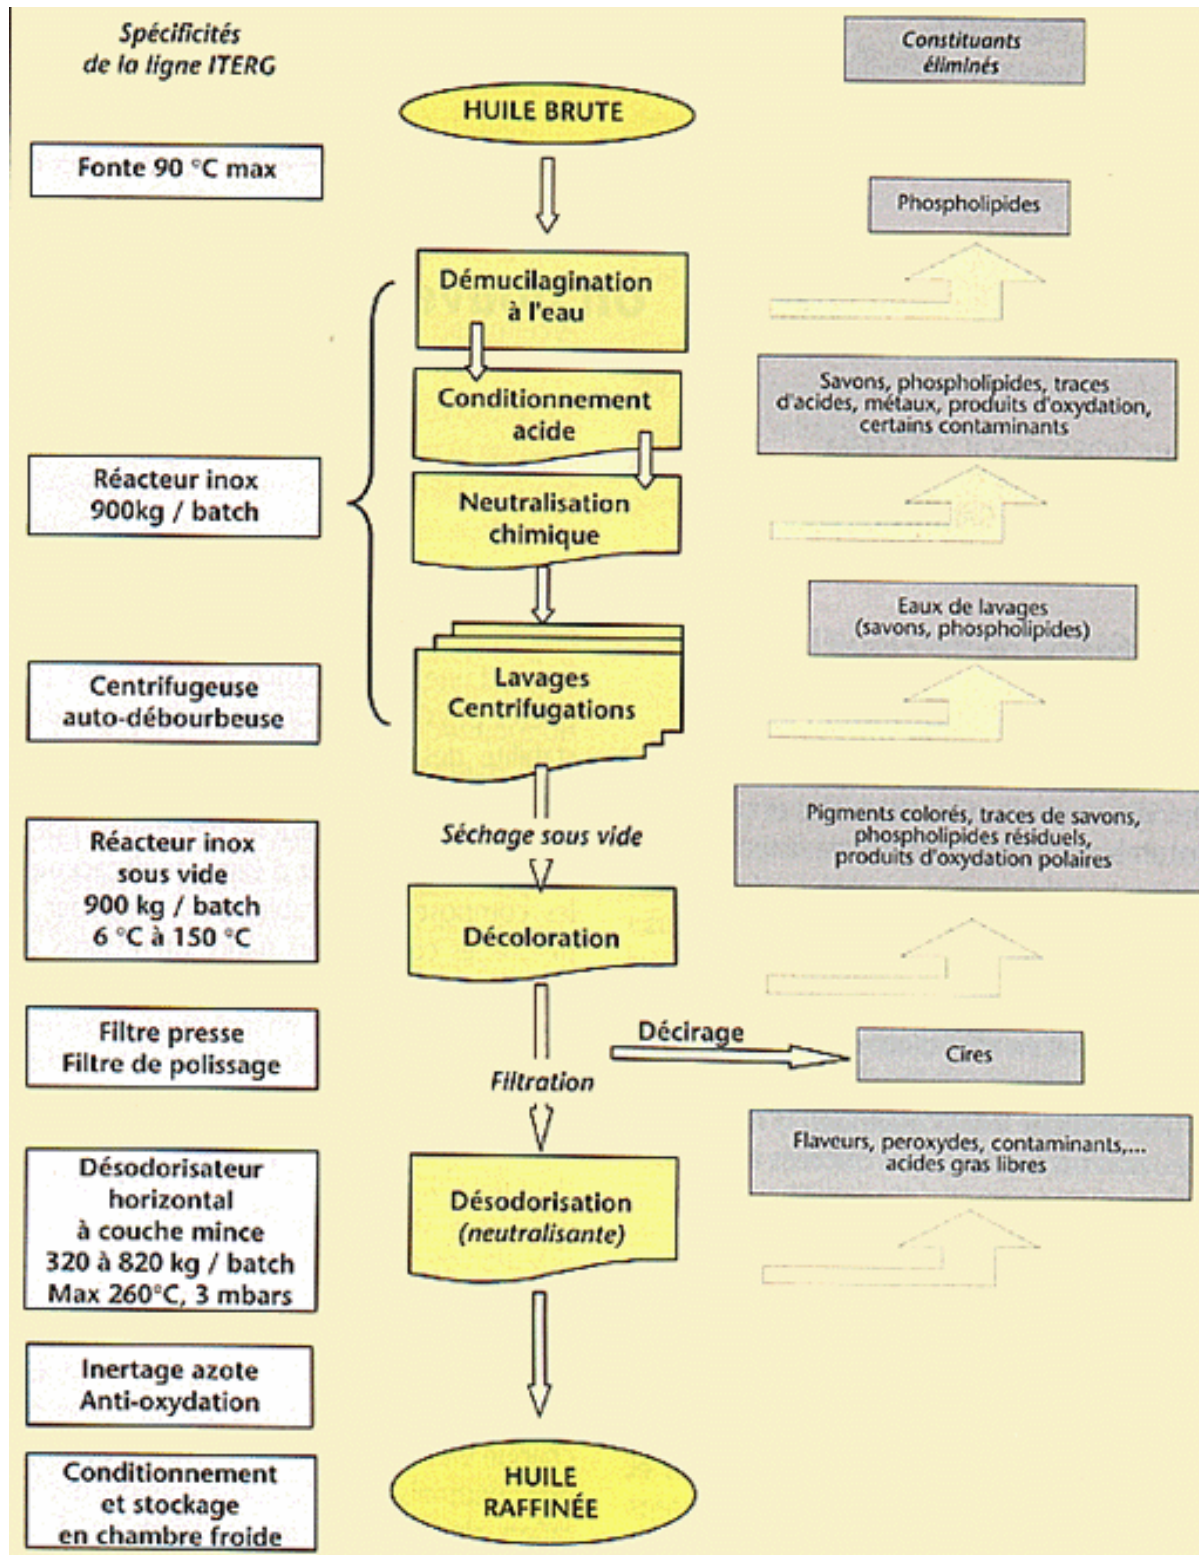 Spécificités
de la ligne ITERG
Constituants
éliminés
HUILE BRUTE
Fonte 90 °C max
Phospholipides
Démucilagination
à l'eau
Conditionnement
acide
Savons, phospholipides, traces
d'acides, métaux, produits d'oxydation,
certains contaminants
Réacteur inox
900kg / batch
Neutralisation
chimique
Eaux de lavages
(savons, phospholipides)
Centrifugeuse
auto-débourbeuse
Lavages
Centrifugations
Réacteur inox
sous vide
900 kg / batch
6 °C à 150 °C
Séchage sous vide
Pigments colorés, traces de savons,
phospholipides résiduels,
produits d'oxydation polaires
Décoloration
Filtre presse
Filtre de polissage
Décirage
Cires
Filtration
Flaveurs, peroxydes, contaminants,...
acides gras libres
Désodorisateur
horizontal
à couche mince
320 à 820 kg / batch
Max 260°C, 3 mbars
Désodorisation
(neutralisante)
Inertage azote
Anti-oxydation
Conditionnement
et stockage
en chambre froide
HUILE
RAFFINÉE